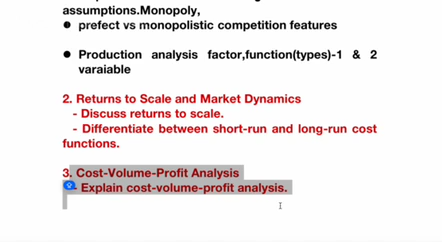 assumptions.Monopoly,
● prefect vs monopolistic competition features
● Production analysis factor,function(types)-1 & 2
varaiable
2. Returns to Scale and Market Dynamics
- Discuss returns to scale.
- Differentiate between short-run and long-run cost
functions.
3. Cost-Volume-Profit Analysis
- Explain cost-volume-profit analysis.